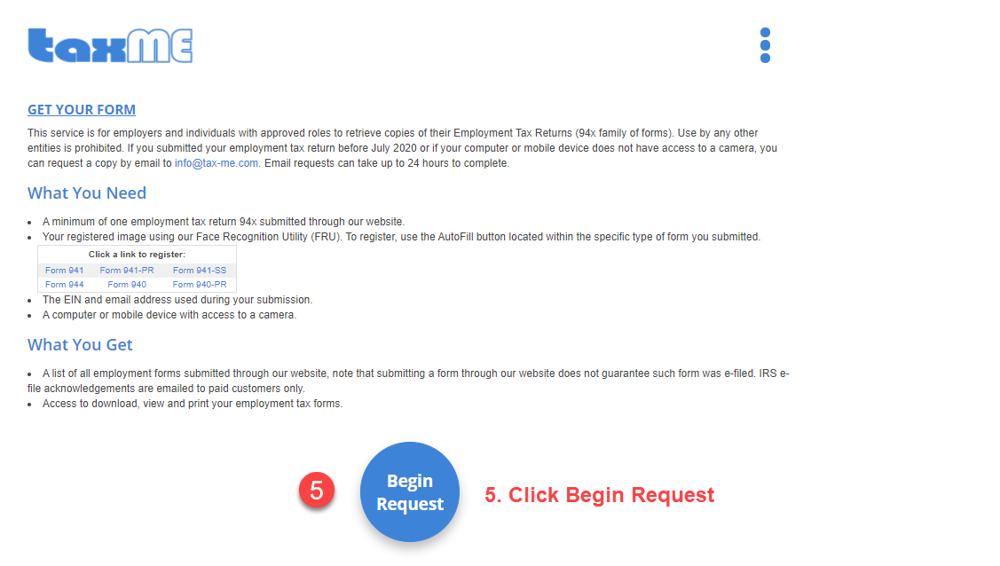 taxME
GET YOUR FORM
This service is for employers and individuals with approved roles to retrieve copies of their Employment Tax Returns (94x family of forms). Use by any other
entities is prohibited. If you submitted your employment tax return before July 2020 or if your computer or mobile device does not have access to a camera, you
can request a copy by email to info@tax-me.com. Email requests can take up to 24 hours to complete.
What You Need
• A minimum of one employment tax return 94x submitted through our website.
• Your registered image using our Face Recognition Utility (FRU). To register, use the AutoFill button located within the specific type of form you submitted.
Click a link to register:
Form 941 Form 941-PR Form 941-SS
Form 944 Form 940 Form 940-PR
• The EIN and email address used during your submission.
• A computer or mobile device with access to a camera.
What You Get
• A list of all employment forms submitted through our website, note that submitting a form through our website does not guarantee such form was e-filed. IRS e-
file acknowledgements are emailed to paid customers only.
• Access to download, view and print your employment tax forms.
5
Begin
Request
5. Click Begin Request